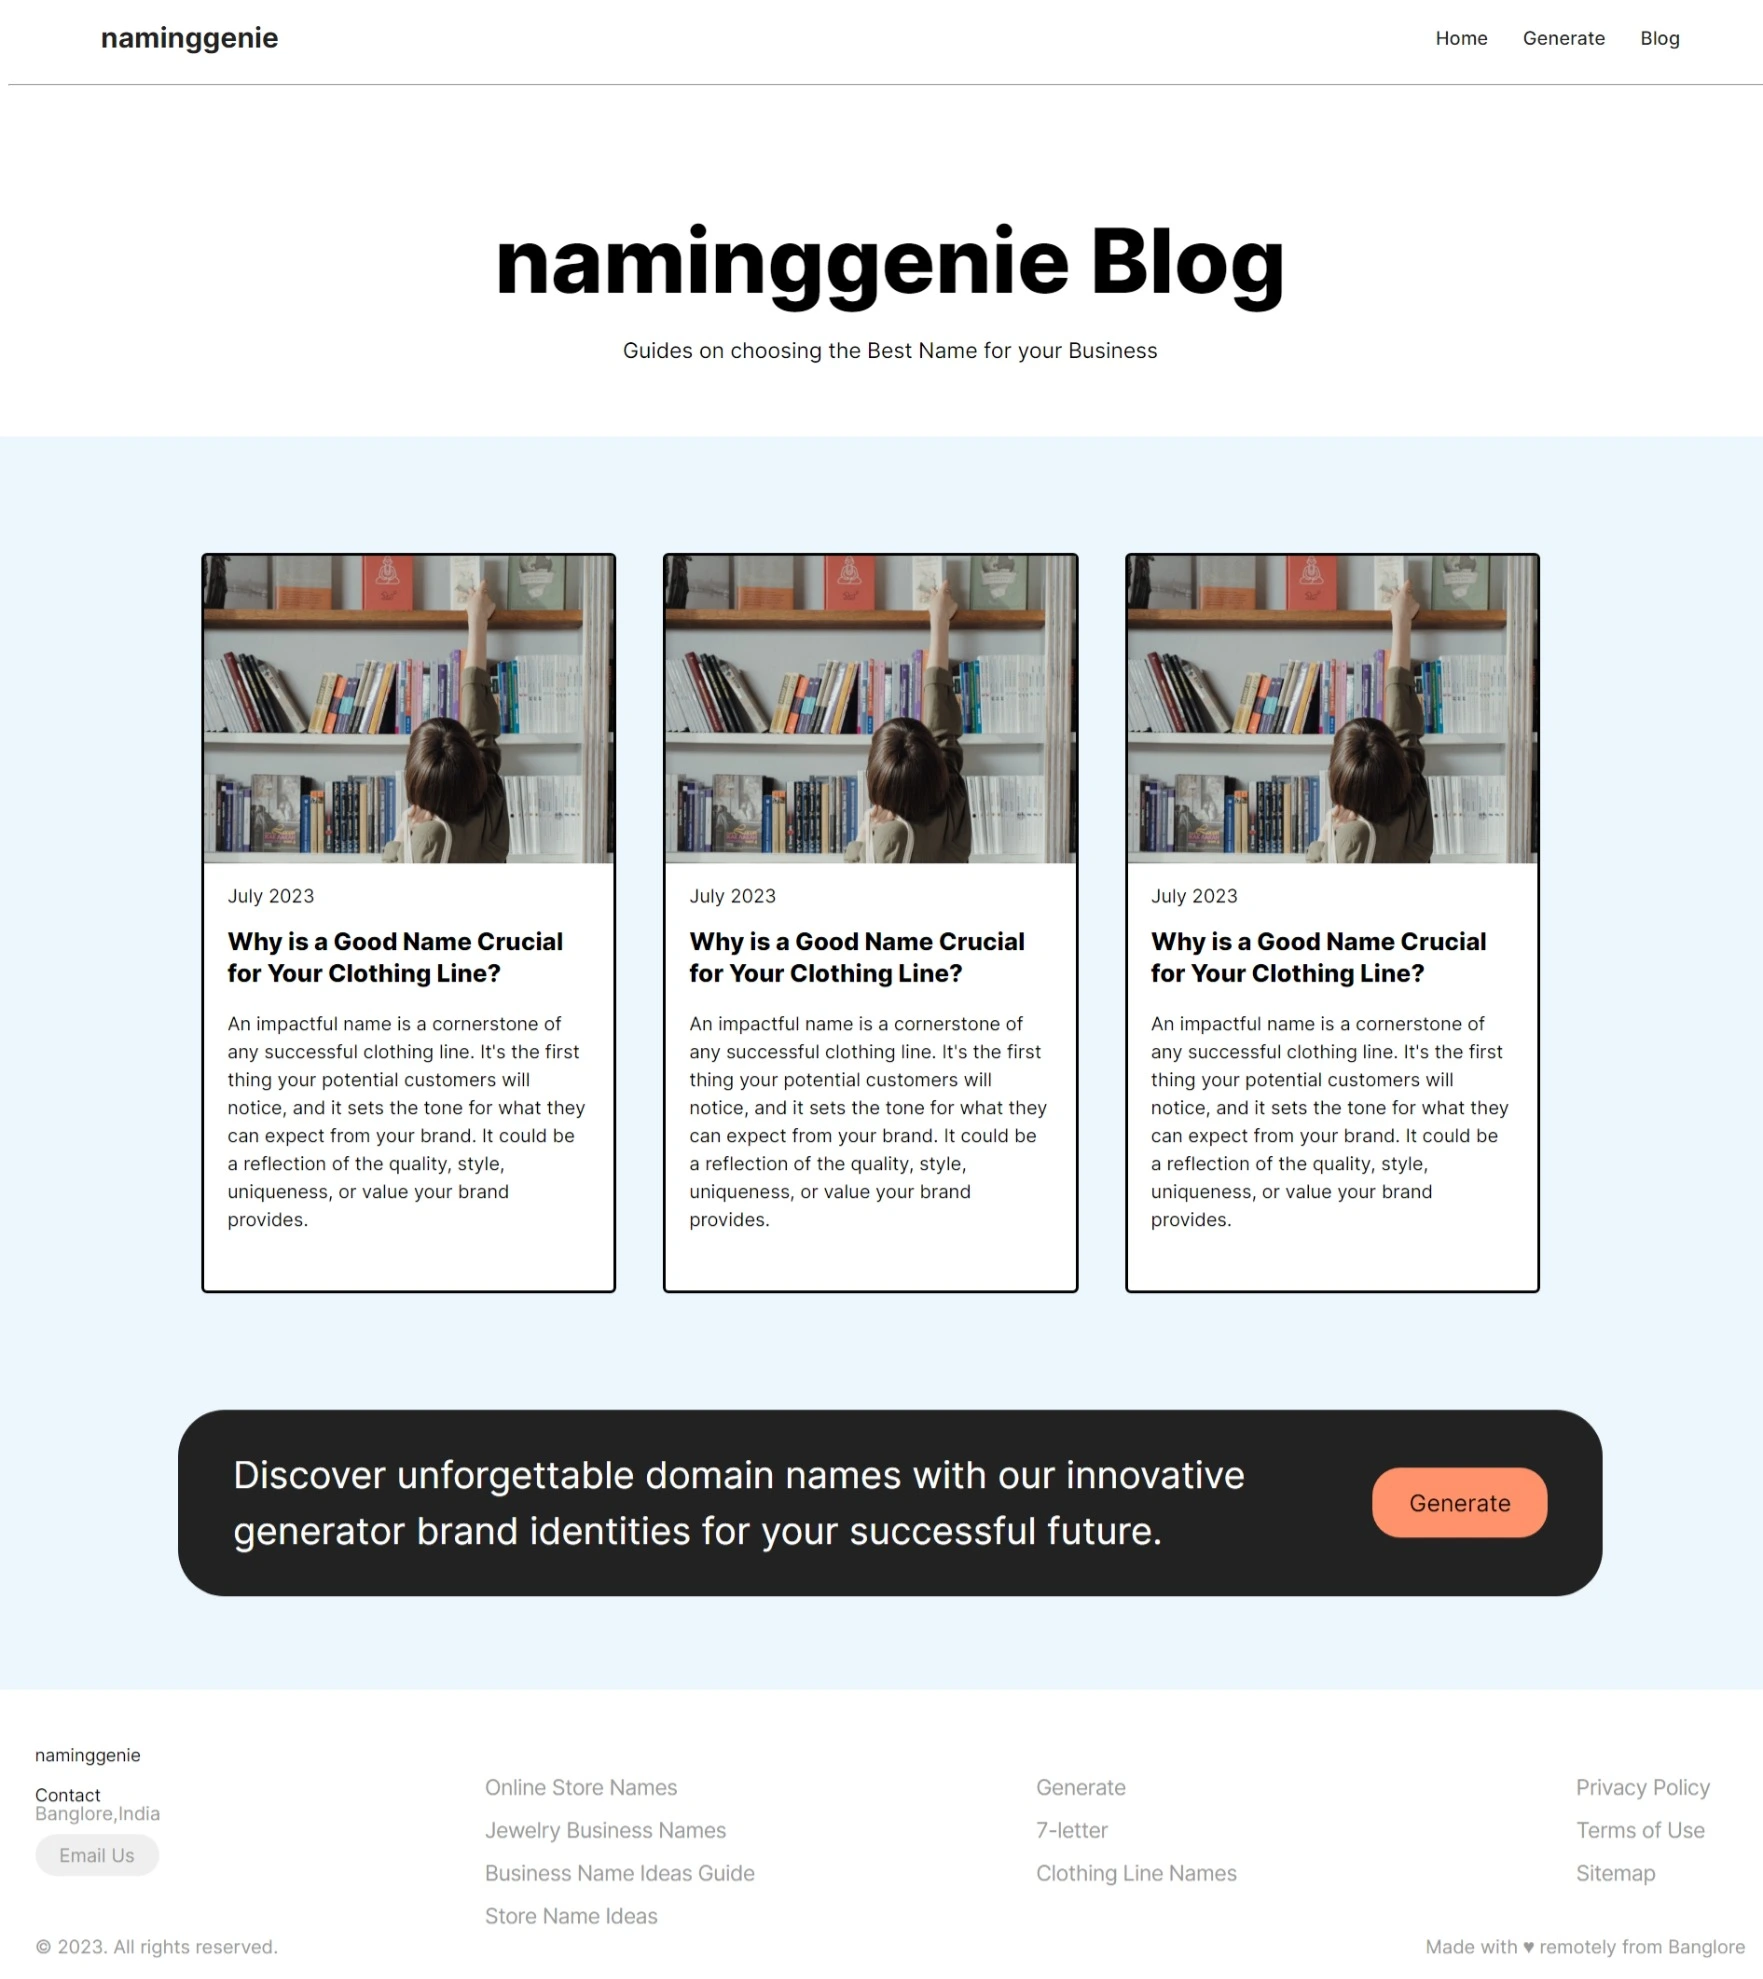 naminggenie
Home
Generate
Blog
naminggenie Blog
Guides on choosing the Best Name for your Business
July 2023
Why is a Good Name Crucial
for Your Clothing Line?
An impactful name is a cornerstone of
any successful clothing line. It's the first
thing your potential customers will
notice, and it sets the tone for what they
can expect from your brand. It could be
a reflection of the quality, style,
uniqueness, or value your brand
provides.
July 2023
Why is a Good Name Crucial
for Your Clothing Line?
An impactful name is a cornerstone of
any successful clothing line. It's the first
thing your potential customers will
notice, and it sets the tone for what they
can expect from your brand. It could be
a reflection of the quality, style,
uniqueness, or value your brand
provides.
July 2023
Why is a Good Name Crucial
for Your Clothing Line?
An impactful name is a cornerstone of
any successful clothing line. It's the first
thing your potential customers will
notice, and it sets the tone for what they
can expect from your brand. It could be
a reflection of the quality, style,
uniqueness, or value your brand
provides.
Discover unforgettable domain names with our innovative
generator brand identities for your successful future.
Generate
naminggenie
Contact
Banglore,India
Email Us
Online Store Names
Jewelry Business Names
Business Name Ideas Guide
Store Name Ideas
Generate
7-letter
Clothing Line Names
Privacy Policy
Terms of Use
Sitemap
© 2023. All rights reserved.
Made with ♥ remotely from Banglore